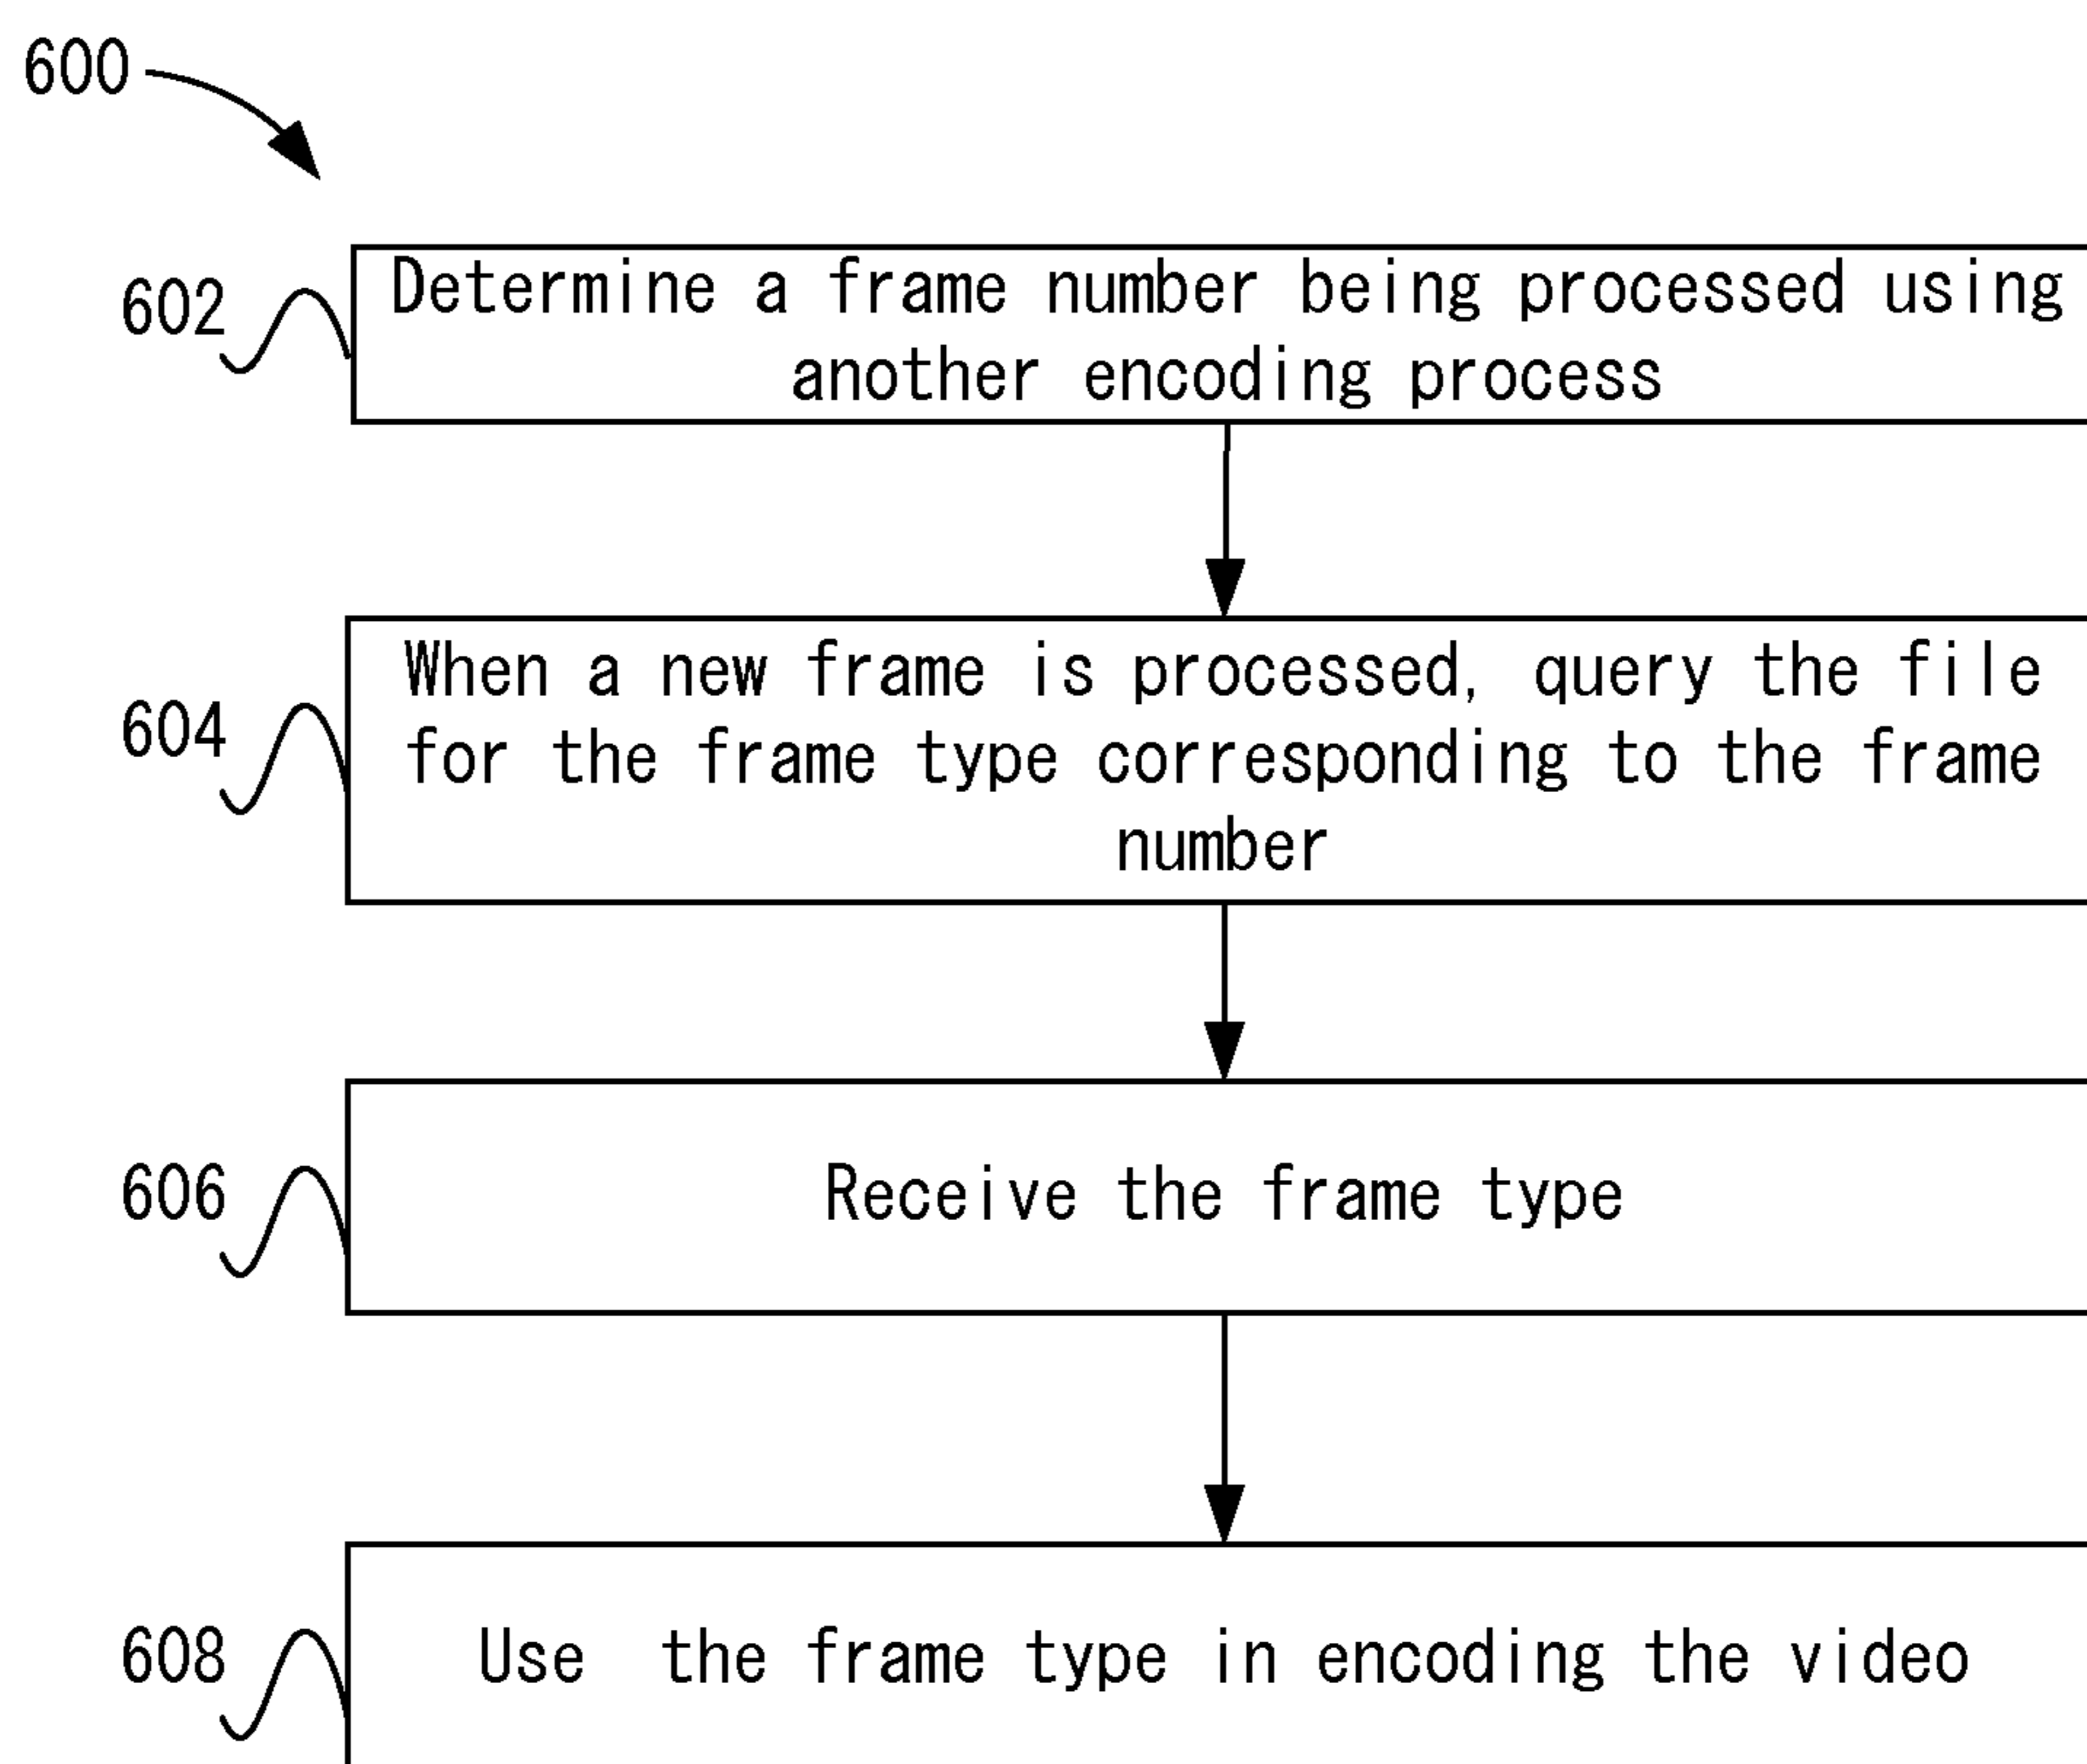 600
602
Determine a frame number being processed using
another encoding process
604
When a new frame is processed, query the file
for the frame type corresponding to the frame
number
606
Receive the frame type
608
Use the frame type in encoding the video